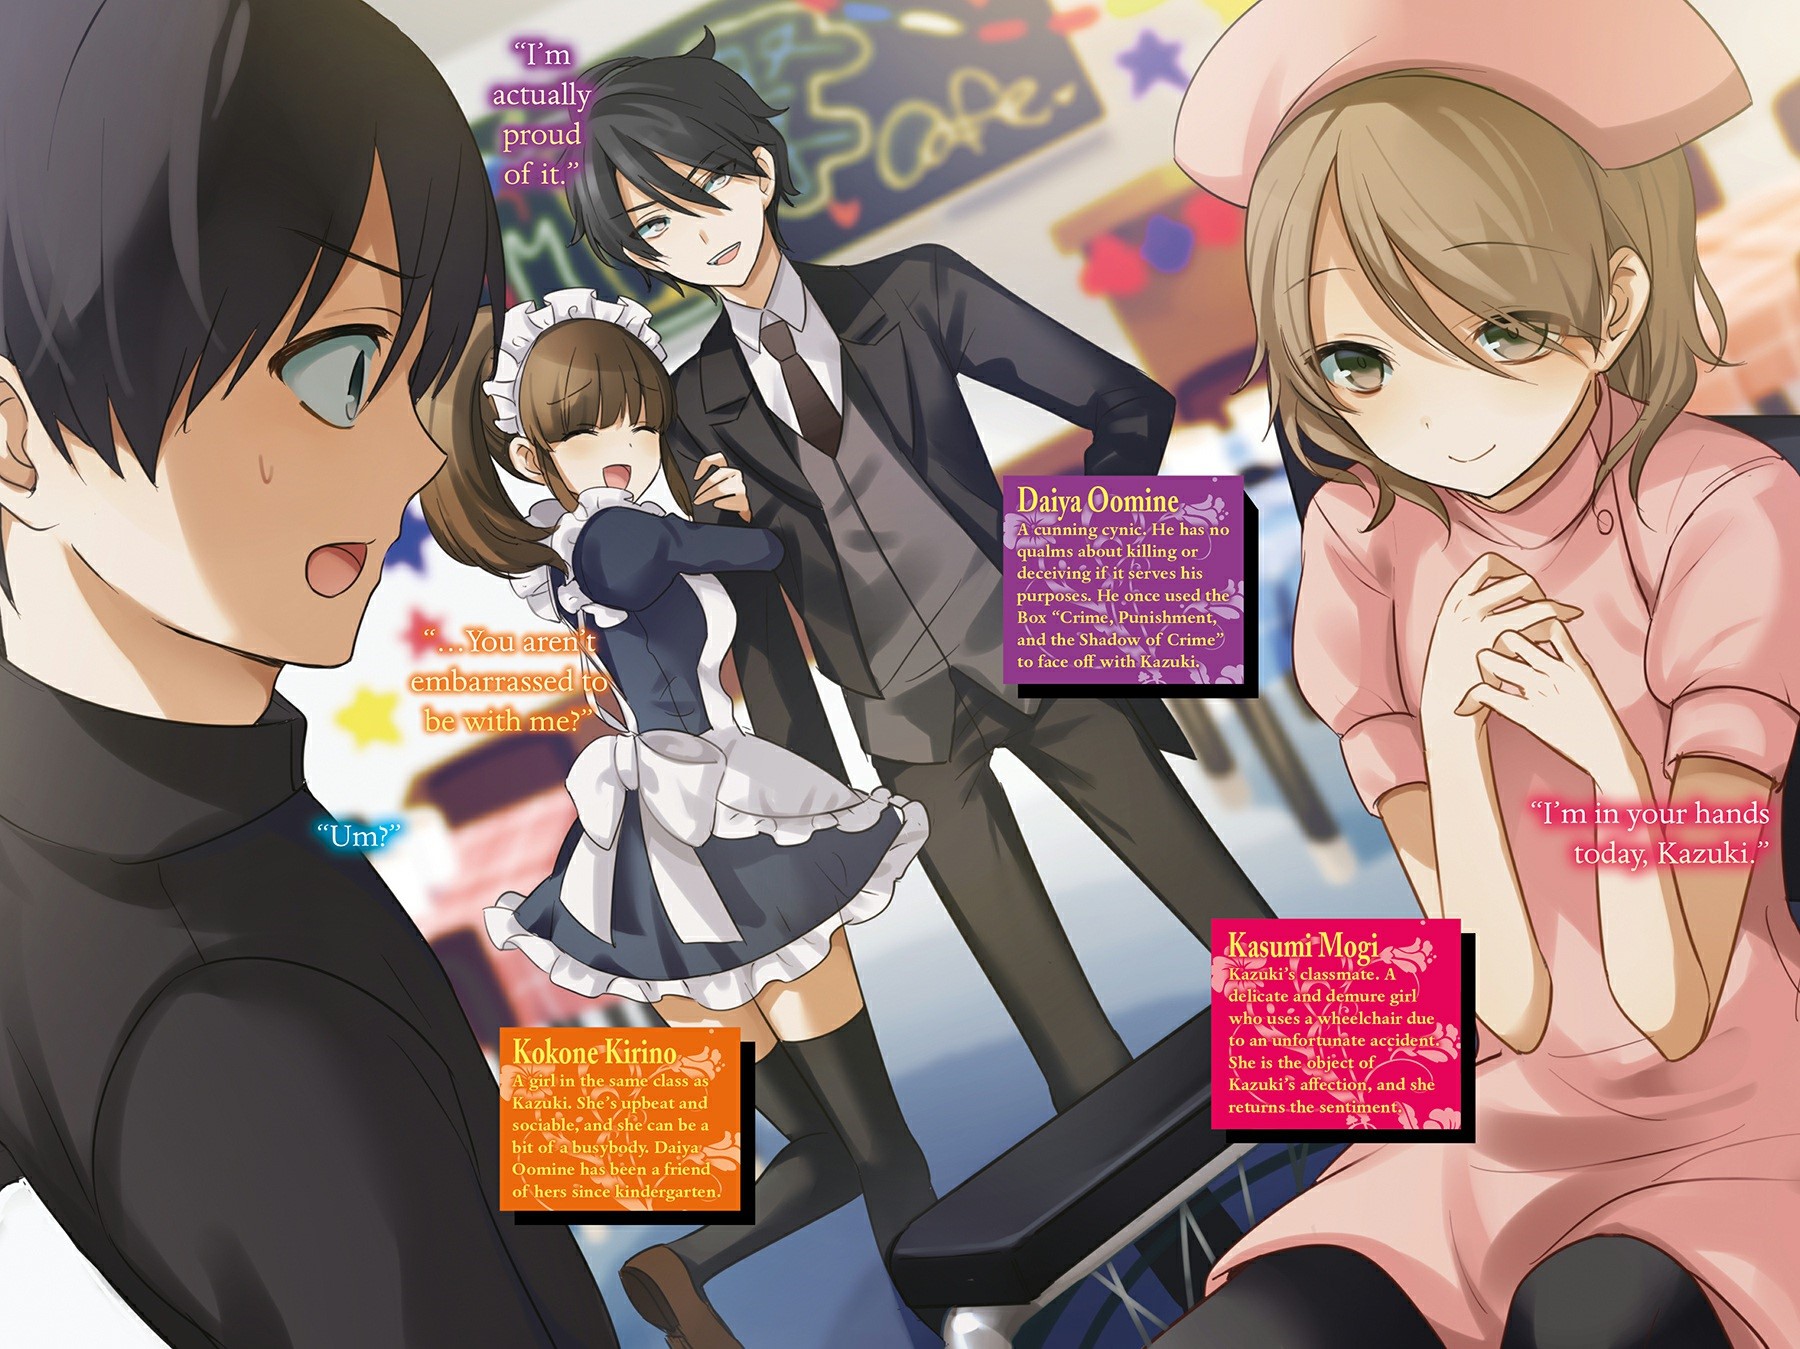 “I’m
actually
proud
of it.”
Cafe
“…You aren’t
embarrassed to
be with me?”
“Um?”
Daiya Oomine
A cunning cynic. He has no
qualms about killing or
deceiving if it serves his
purposes. He once used the
Box “Crime, Punishment,
and the Shadow of Crime”
to face off with Kazuki.
“I’m in your hands
today, Kazuki.”
Kasumi Mogi
Kazuki’s classmate. A
delicate and demure girl
who uses a wheelchair due
to an unfortunate accident.
She is the object of
Kazuki’s affection, and she
returns the sentiment.
Kokone Kirino
A girl in the same class as
Kazuki. She’s upbeat and
sociable, and she can be a
bit of a busybody. Daiya
Oomine has been a friend
of hers since kindergarten.